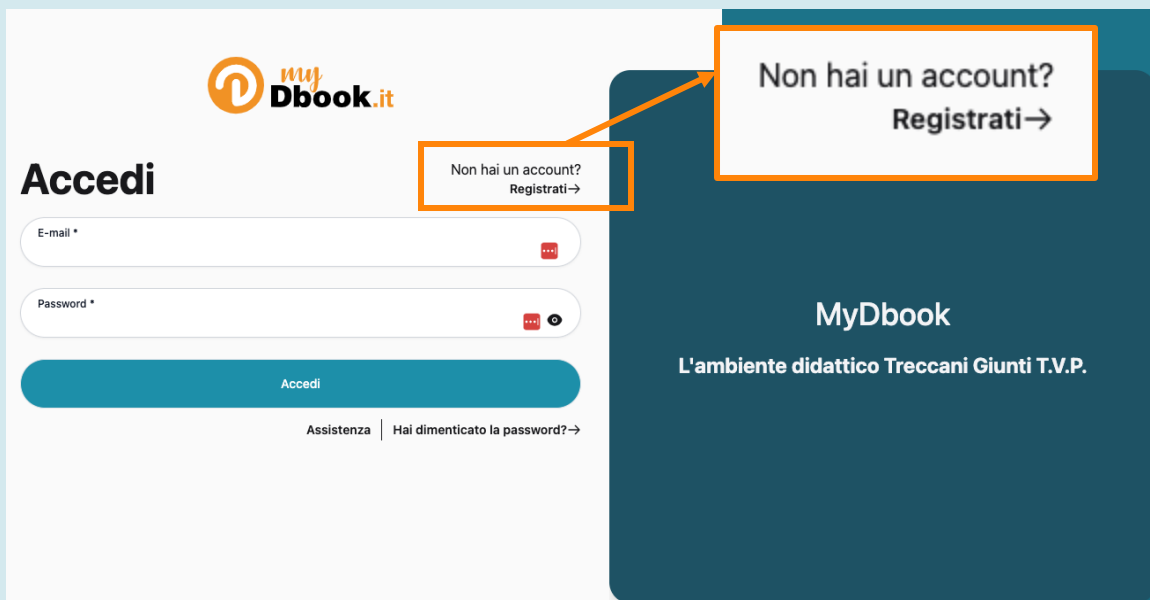 my
Dbook.it
Non hai un account?
Registrati→
Accedi
Non hai un account?
Registrati→
E-mail *
Password *
Accedi
Assistenza | Hai dimenticato la password?→
MyDbook
L'ambiente didattico Treccani Giunti T.V.P.